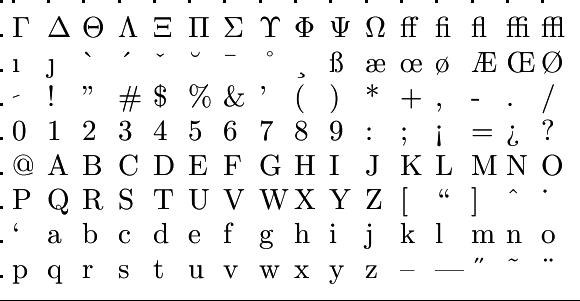 Γ Δ Θ Λ Ξ Π Σ ϒ Φ Ψ Ω ff fi fl ffi ffl
ı ȷ ` ´ ˇ ˘ ¯ ˚ ¸ ß æ œ ø Æ Œ Ø
- ! ” # $ % & ’ ( ) * + , - . /
0 1 2 3 4 5 6 7 8 9 : ; ¡ = ¿ ?
@ A B C D E F G H I J K L M N O
P Q R S T U V W X Y Z [ “ ] ˆ ˙
‘ a b c d e f g h i j k l m n o
p q r s t u v w x y z – — ˝ ˜ ¨